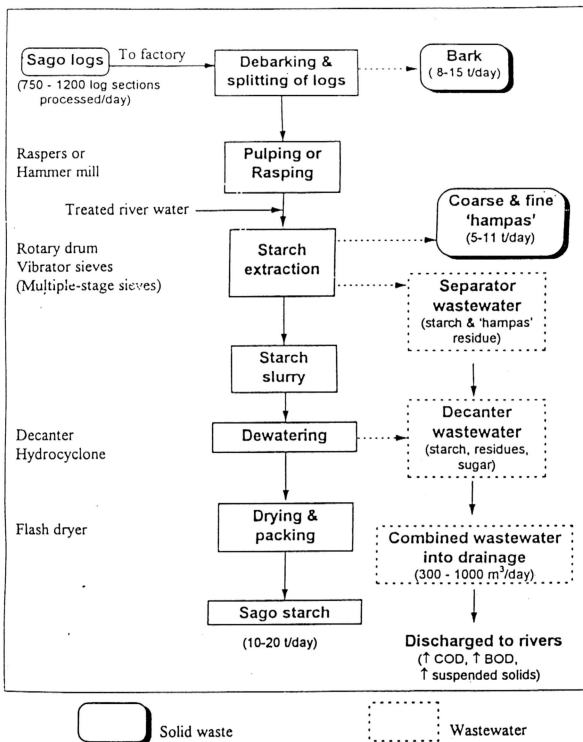 Sago logs
To factory
(750 - 1200 log sections
processed/day)
Debarking &
splitting of logs
Bark
( 8-15 t/day)
Raspers or
Hammer mill
Pulping or
Rasping
Treated river water
Coarse & fine
'hampas'
(5-11 t/day)
Rotary drum
Vibrator sieves
(Multiple-stage sieves)
Starch
extraction
Separator
wastewater
(starch & 'hampas'
residue)
Starch
slurry
Decanter
Hydrocyclone
Dewatering
Decanter
wastewater
(starch, residues,
sugar)
Flash dryer
Drying &
packing
Combined wastewater
into drainage
(300 - 1000 m³/day)
Sago starch
(10-20 t/day)
Discharged to rivers
(↑ COD, ↑ BOD,
↑ suspended solids)
Solid waste
Wastewater